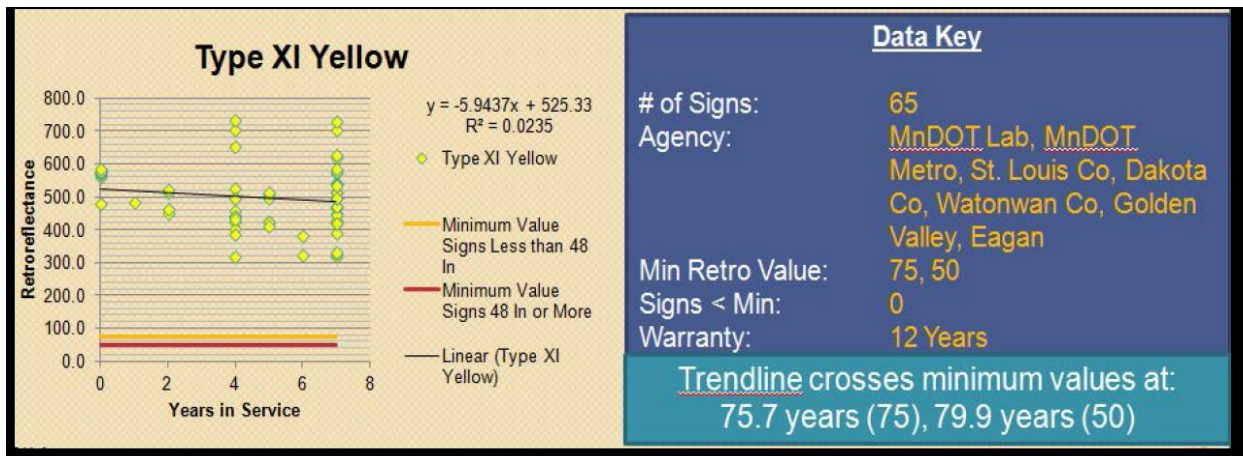 Type XI Yellow
y = -5.9437x + 525.33
R² = 0.0235
800.0
700.0
600.0
500.0
400.0
300.0
200.0
100.0
0.0
0 2 4 6 8
Retroreflectance
Years in Service
Type XI Yellow
Minimum Value
Signs Less than 48
In
Minimum Value
Signs 48 In or More
Linear (Type XI
Yellow)
Data Key
# of Signs: 65
Agency: MnDOT Lab, MnDOT
Metro, St. Louis Co, Dakota
Co, Watonwan Co, Golden
Valley, Eagan
Min Retro Value: 75, 50
Signs < Min: 0
Warranty: 12 Years
Trendline crosses minimum values at:
75.7 years (75), 79.9 years (50)